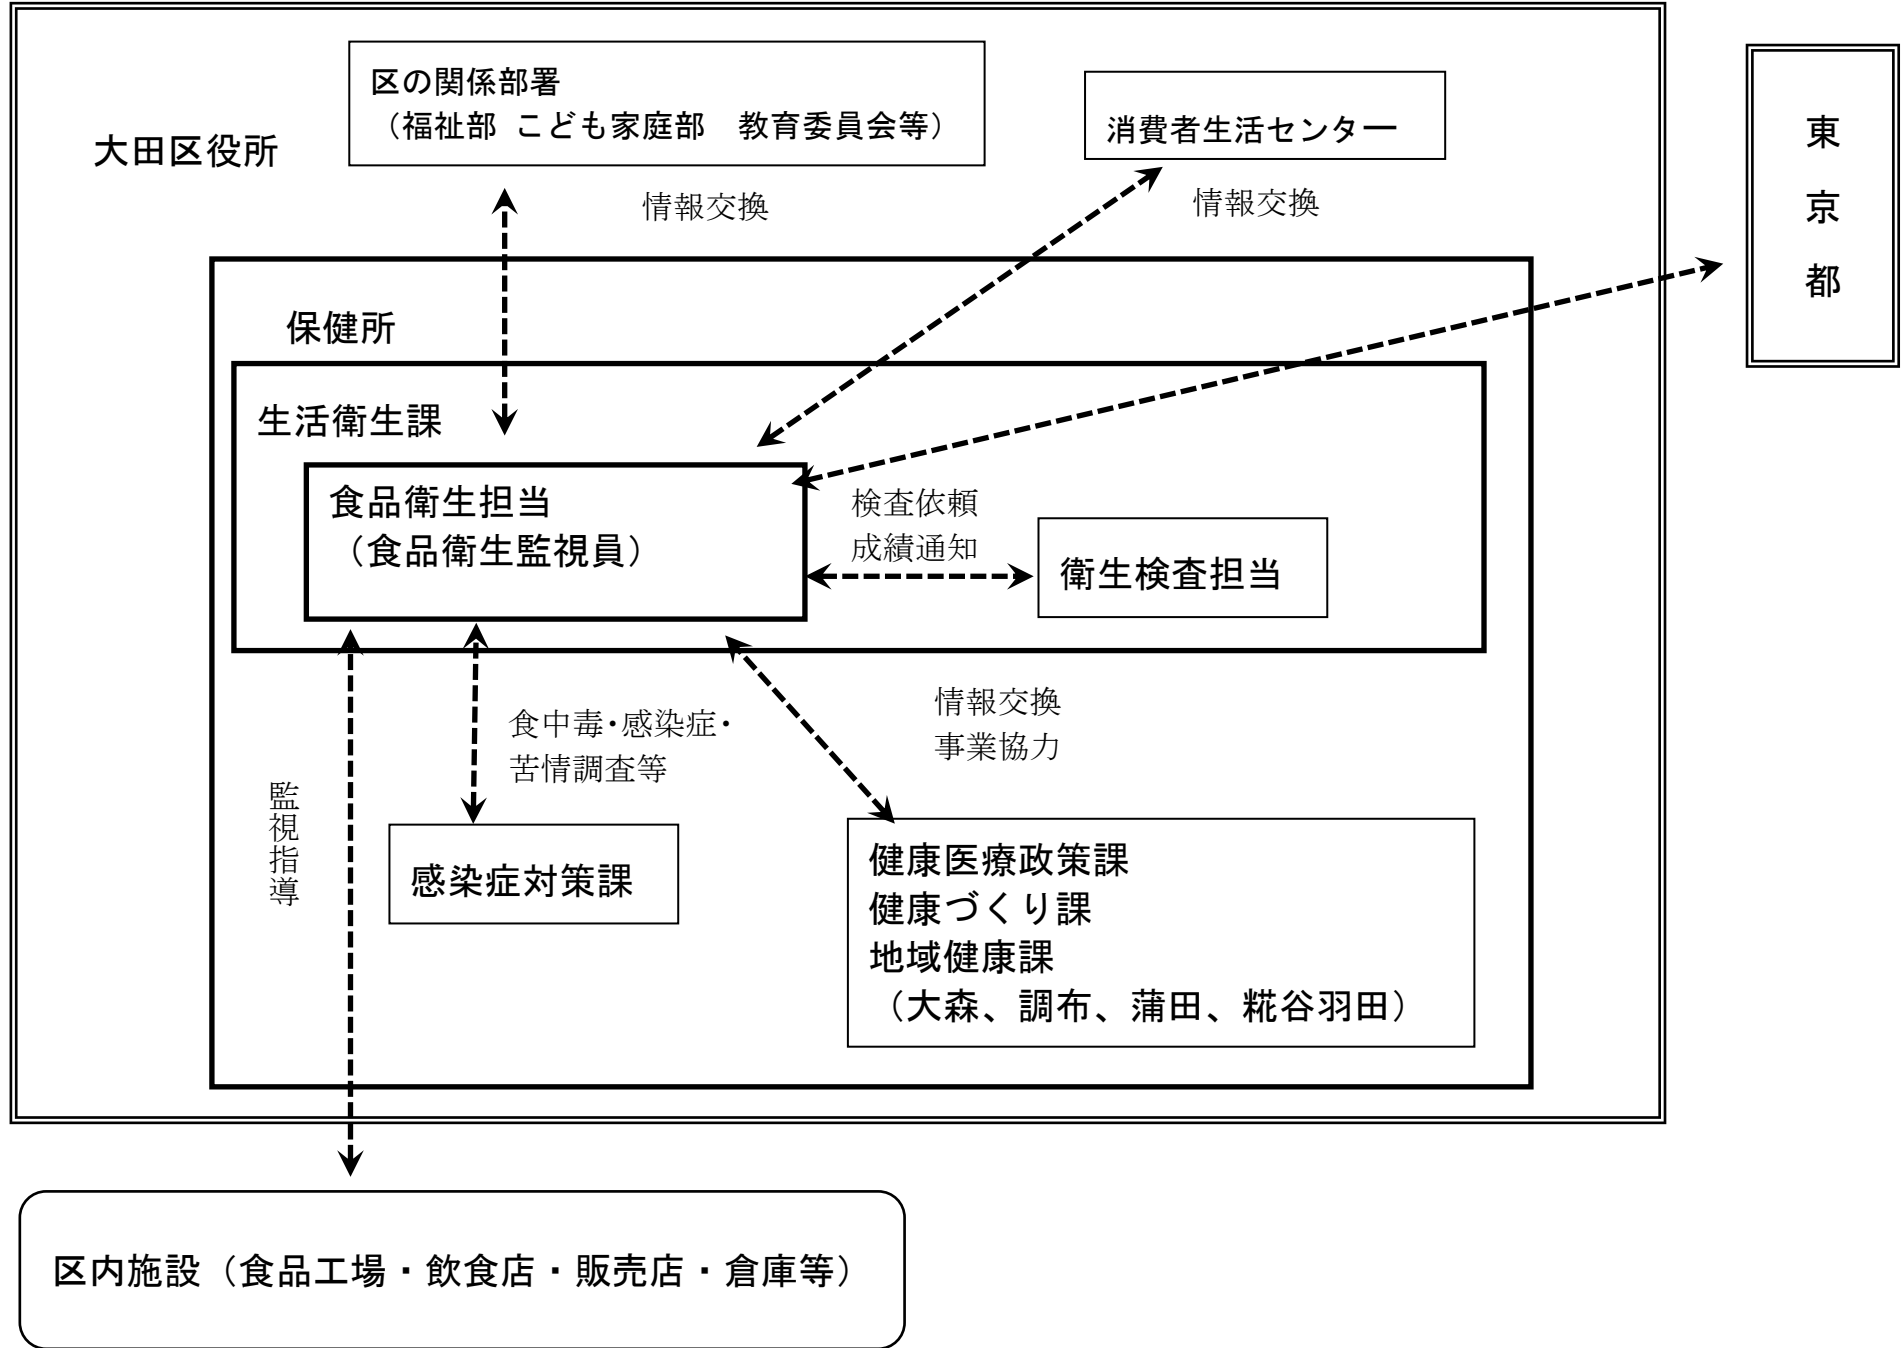 区の関係部署
（福祉部 こども家庭部　教育委員会等）
消費者生活センター
東京都
大田区役所
情報交換
情報交換
保健所
生活衛生課
食品衛生担当
（食品衛生監視員）
検査依頼
成績通知
衛生検査担当
食中毒・感染症・
苦情調査等
情報交換
事業協力
監視指導
感染症対策課
健康医療政策課
健康づくり課
地域健康課
（大森、調布、蒲田、糀谷羽田）
区内施設（食品工場・飲食店・販売店・倉庫等）